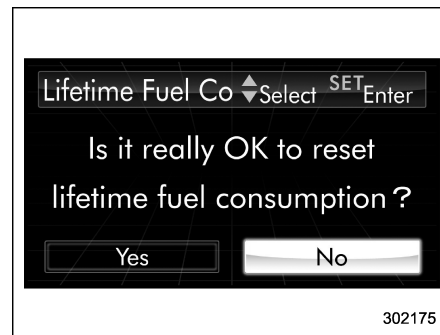 Lifetime Fuel Co Select SET Enter
Is it really OK to reset
lifetime fuel consumption?
Yes No
302175